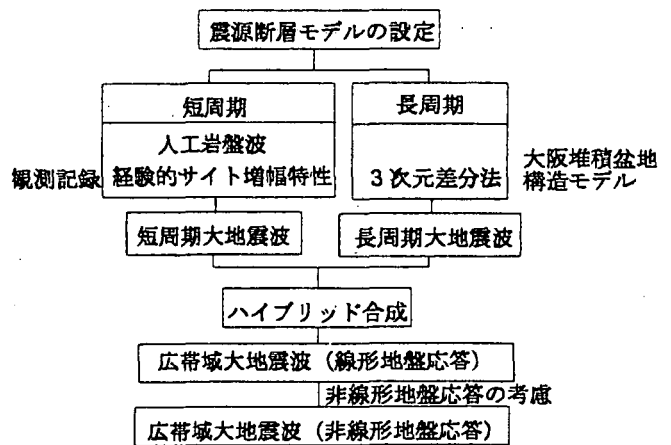 震源断層モデルの設定
短周期
人工岩盤波
経験的サイト増幅特性
観測記録
長周期
3次元差分法
大阪堆積盆地
構造モデル
短周期大地震波
長周期大地震波
ハイブリッド合成
広帯域大地震波（線形地盤応答）
非線形地盤応答の考慮
広帯域大地震波（非線形地盤応答）